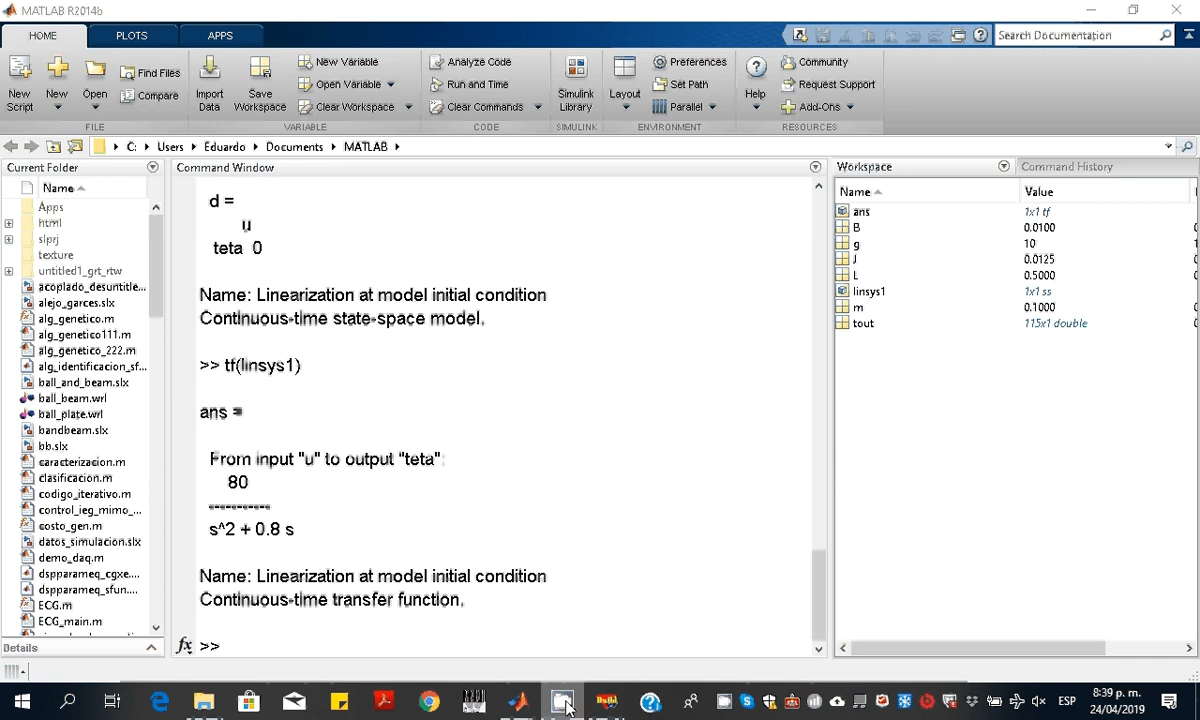 MATLAB R2014b
HOME PLOTS APPS
Search Documentation
New Script
New
Open
Find Files
Compare
Import Data
Save Workspace
New Variable
Open Variable
Clear Workspace
Analyze Code
Run and Time
Clear Commands
Simulink Library
Layout
Preferences
Set Path
Parallel
Help
Community
Request Support
Add-Ons
FILE VARIABLE CODE SIMULINK ENVIRONMENT RESOURCES
C: Users Eduardo Documents MATLAB
Current Folder
Name
Apps
html
slprj
texture
untitled1_grt_rtw
acoplado_desuntitle...
alejo_garces.slx
alg_genetico.m
alg_genetico111.m
alg_genetico_222.m
alg_identificacion_sf...
ball_and_beam.slx
ball_beam.wrl
ball_plate.wrl
bandbeam.slx
bb.slx
caracterizacion.m
clasificacion.m
codigo_iterativo.m
control_ieg_mimo_...
costo_gen.m
datos_simulacion.slx
demo_daq.m
dspparameq_cgxe....
dspparameq_sfun....
ECG.m
ECG_main.m
Details
Command Window
d =
u
teta 0
Name: Linearization at model initial condition
Continuous-time state-space model.
>> tf(linsys1)
ans =
From input "u" to output "teta":
80
-----------
s^2 + 0.8 s
Name: Linearization at model initial condition
Continuous-time transfer function.
fx >>
Workspace Command History
Name Value
ans 1x1 tf
B 0.0100
g 10
J 0.0125
L 0.5000
linsys1 1x1 ss
m 0.1000
tout 115x1 double
ESP
8:39 p. m.
24/04/2019